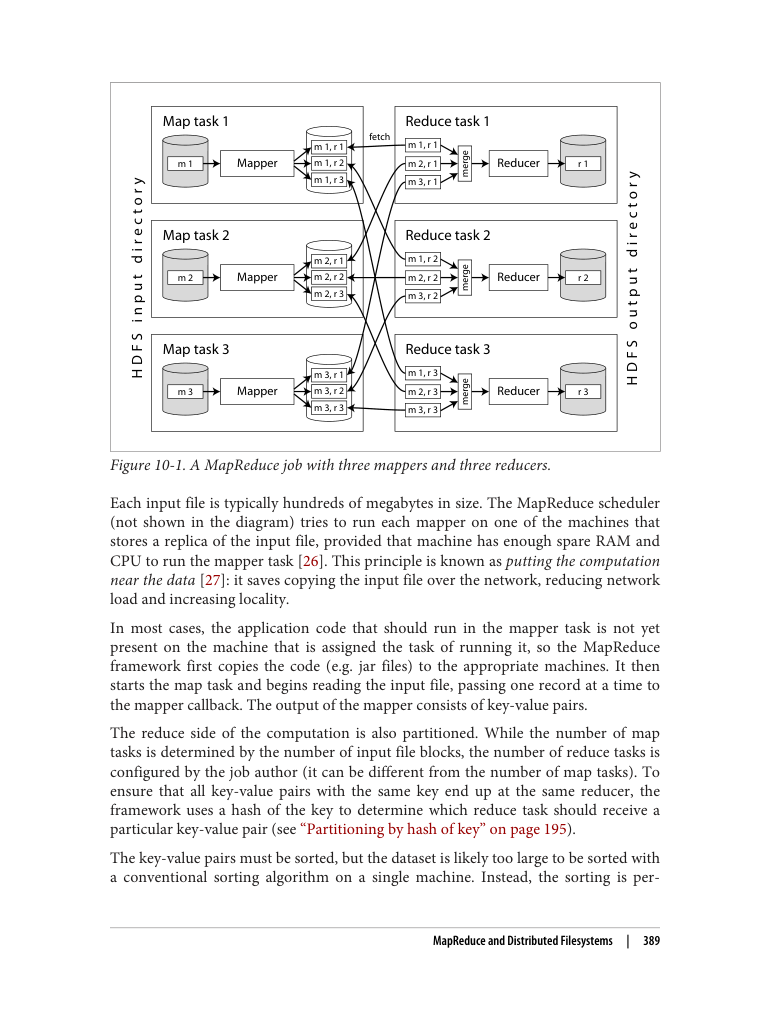 HDFS input directory
Map task 1
m 1
Mapper
m 1, r 1
m 1, r 2
m 1, r 3
Map task 2
m 2
Mapper
m 2, r 1
m 2, r 2
m 2, r 3
Map task 3
m 3
Mapper
m 3, r 1
m 3, r 2
m 3, r 3
fetch
Reduce task 1
m 1, r 1
m 2, r 1
m 3, r 1
merge
Reducer
r 1
Reduce task 2
m 1, r 2
m 2, r 2
m 3, r 2
merge
Reducer
r 2
Reduce task 3
m 1, r 3
m 2, r 3
m 3, r 3
merge
Reducer
r 3
HDFS output directory
Figure 10-1. A MapReduce job with three mappers and three reducers.
Each input file is typically hundreds of megabytes in size. The MapReduce scheduler
(not shown in the diagram) tries to run each mapper on one of the machines that
stores a replica of the input file, provided that machine has enough spare RAM and
CPU to run the mapper task [26]. This principle is known as putting the computation
near the data [27]: it saves copying the input file over the network, reducing network
load and increasing locality.
In most cases, the application code that should run in the mapper task is not yet
present on the machine that is assigned the task of running it, so the MapReduce
framework first copies the code (e.g. jar files) to the appropriate machines. It then
starts the map task and begins reading the input file, passing one record at a time to
the mapper callback. The output of the mapper consists of key-value pairs.
The reduce side of the computation is also partitioned. While the number of map
tasks is determined by the number of input file blocks, the number of reduce tasks is
configured by the job author (it can be different from the number of map tasks). To
ensure that all key-value pairs with the same key end up at the same reducer, the
framework uses a hash of the key to determine which reduce task should receive a
particular key-value pair (see “Partitioning by hash of key” on page 195).
The key-value pairs must be sorted, but the dataset is likely too large to be sorted with
a conventional sorting algorithm on a single machine. Instead, the sorting is per-
MapReduce and Distributed Filesystems | 389